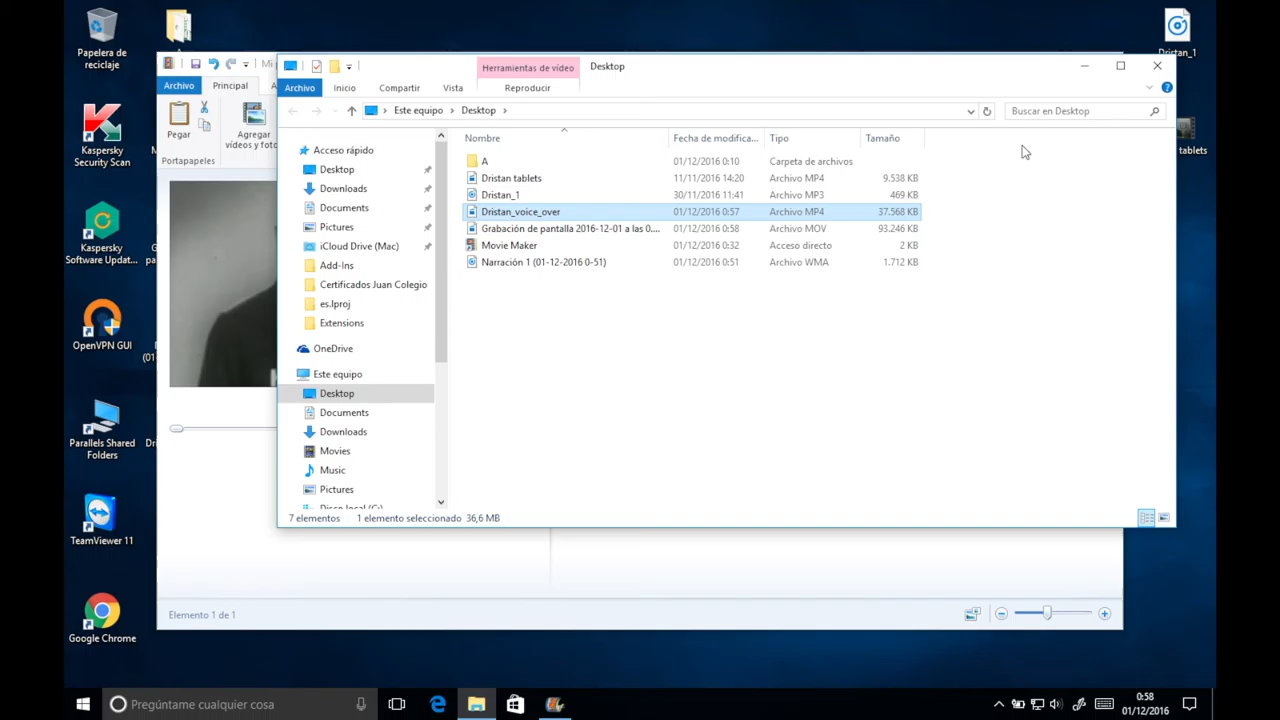 Papelera de
reciclaje
Kaspersky
Security Scan
Kaspersky
Software Updat...
OpenVPN GUI
Parallels Shared
Folders
TeamViewer 11
Google Chrome
Dristan_1
tablets
Mi
Archivo
Principal
Pegar
Agregar
vídeos y foto
Portapapeles
Elemento 1 de 1
Herramientas de vídeo
Desktop
Archivo
Inicio
Compartir
Vista
Reproducir
Este equipo
Desktop
Buscar en Desktop
Acceso rápido
Desktop
Downloads
Documents
Pictures
iCloud Drive (Mac)
Add-Ins
Certificados Juan Colegio
es.lproj
Extensions
OneDrive
Este equipo
Desktop
Documents
Downloads
Movies
Music
Pictures
Disco local (C:)
Nombre Fecha de modifica... Tipo Tamaño
A 01/12/2016 0:10 Carpeta de archivos
Dristan tablets 11/11/2016 14:20 Archivo MP4 9.538 KB
Dristan_1 30/11/2016 11:41 Archivo MP3 469 KB
Dristan_voice_over 01/12/2016 0:57 Archivo MP4 37.568 KB
Grabación de pantalla 2016-12-01 a las 0.... 01/12/2016 0:58 Archivo MOV 93.246 KB
Movie Maker 01/12/2016 0:32 Acceso directo 2 KB
Narración 1 (01-12-2016 0-51) 01/12/2016 0:51 Archivo WMA 1.712 KB
7 elementos 1 elemento seleccionado 36,6 MB
Pregúntame cualquier cosa
0:58
01/12/2016